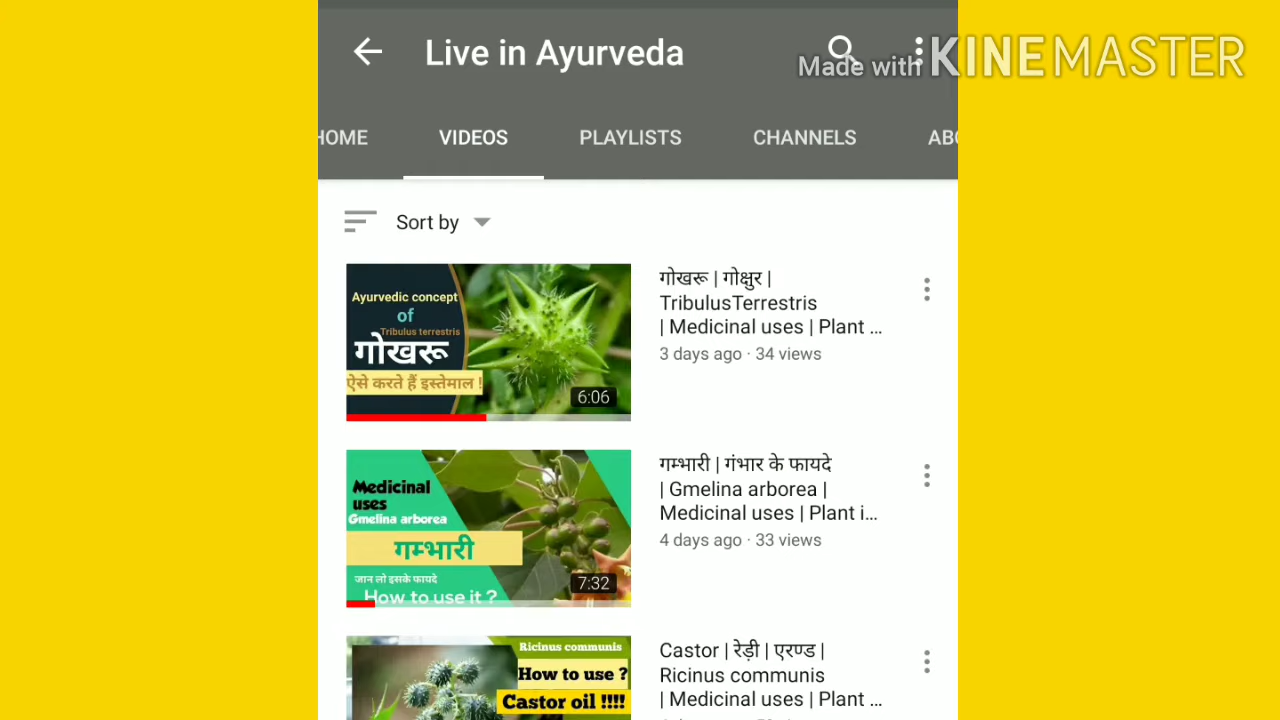 Live in Ayurveda
Made with KINEMASTER
HOME VIDEOS PLAYLISTS CHANNELS
Sort by
Ayurvedic concept
of
Tribulus terrestris
गोखरू
ऐसे करते हैं इस्तेमाल !
6:06
गोखरू | गोक्षुर |
TribulusTerrestris
| Medicinal uses | Plant ...
3 days ago · 34 views
Medicinal
uses
Gmelina arborea
गम्भारी
जान लो इसके फायदे
How to use it ?
7:32
गम्भारी | गंभार के फायदे
| Gmelina arborea |
Medicinal uses | Plant i...
4 days ago · 33 views
Ricinus communis
How to use ?
Castor oil !!!!
Castor | रेड़ी | एरण्ड |
Ricinus communis
| Medicinal uses | Plant ...